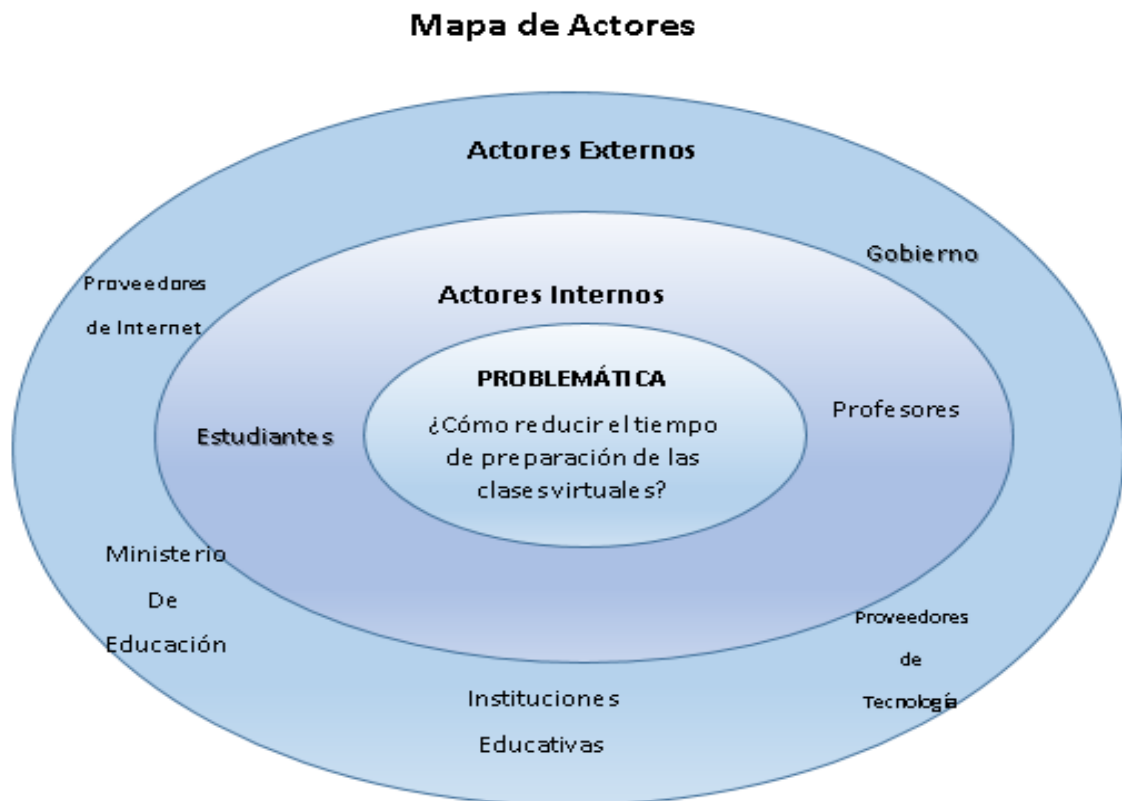 Mapa de Actores
Actores Externos
Gobierno
Proveedores
de Internet
Actores Internos
PROBLEMÁTICA
¿Cómo reducir el tiempo
de preparación de las
clases virtuales?
Estudiantes
Profesores
Ministerio
De
Educación
Proveedores
de
Tecnología
Instituciones
Educativas